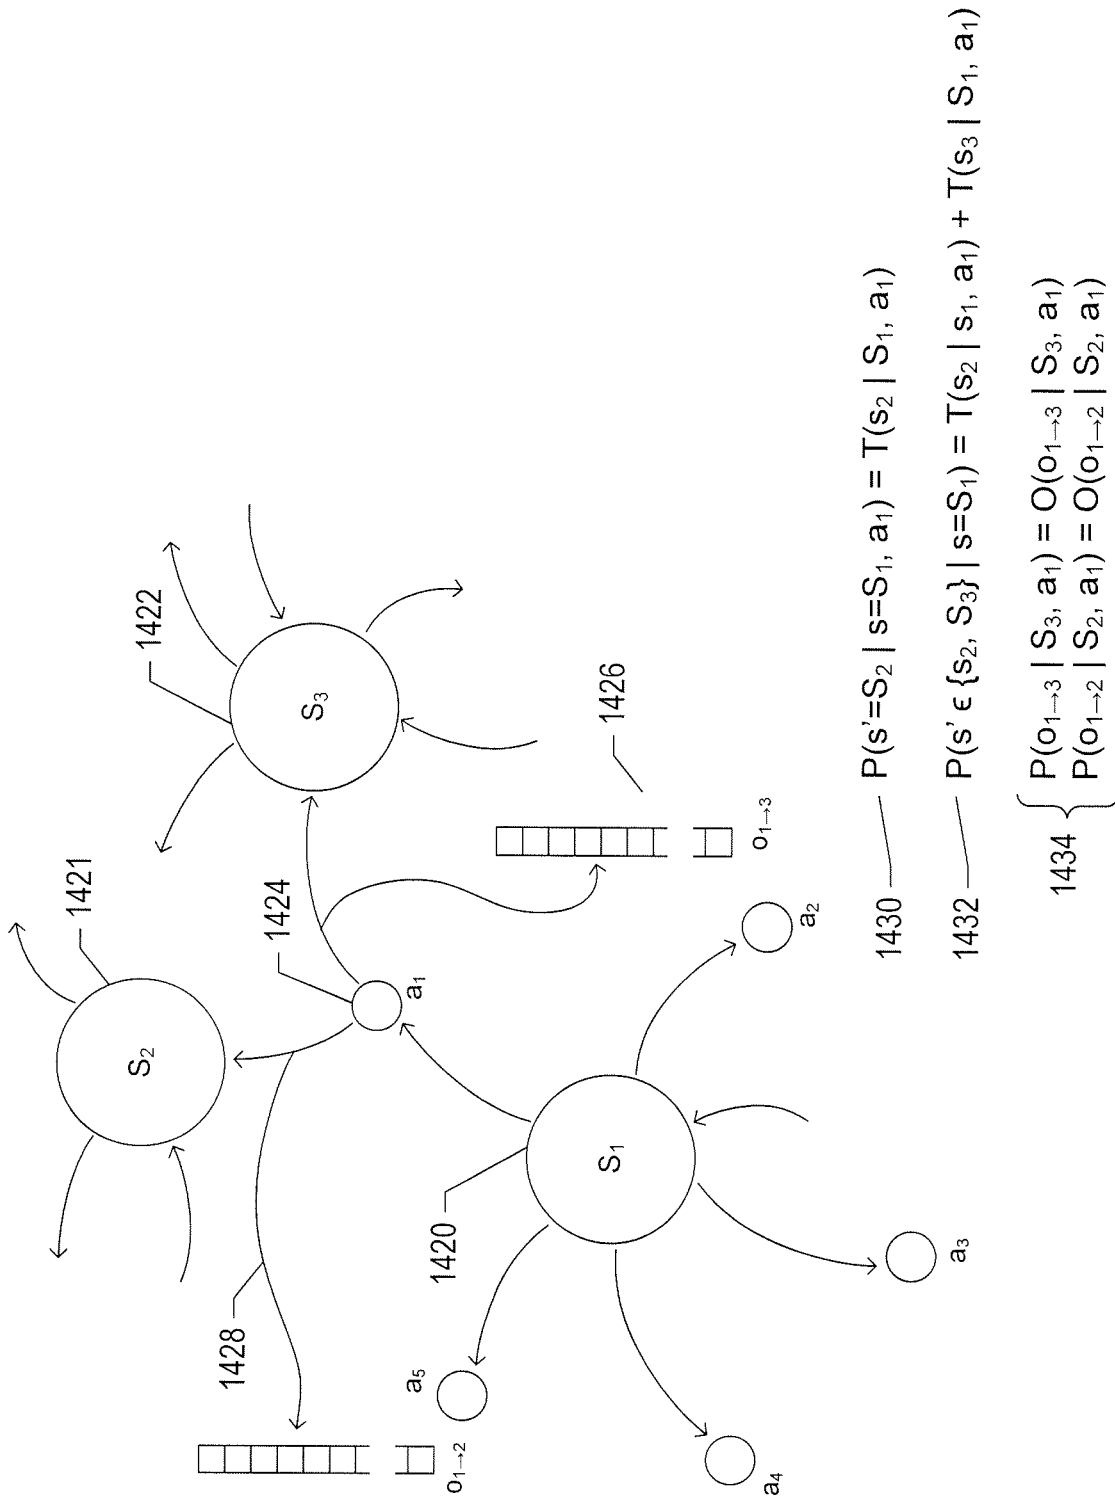 1421
S₂
1422
1428
1424
S₃
a₅
a₁
1420
o₁→₂
S₁
1426
o₁→₃
a₄
a₂
1430 P(s'=S₂ | s=S₁, a₁) = T(s₂ | S₁, a₁)
a₃
1432 P(s' ϵ {s₂, S₃} | s=S₁) = T(s₂ | s₁, a₁) + T(s₃ | S₁, a₁)
1434
P(o₁→₃ | S₃, a₁) = O(o₁→₃ | S₃, a₁)
P(o₁→₂ | S₂, a₁) = O(o₁→₂ | S₂, a₁)